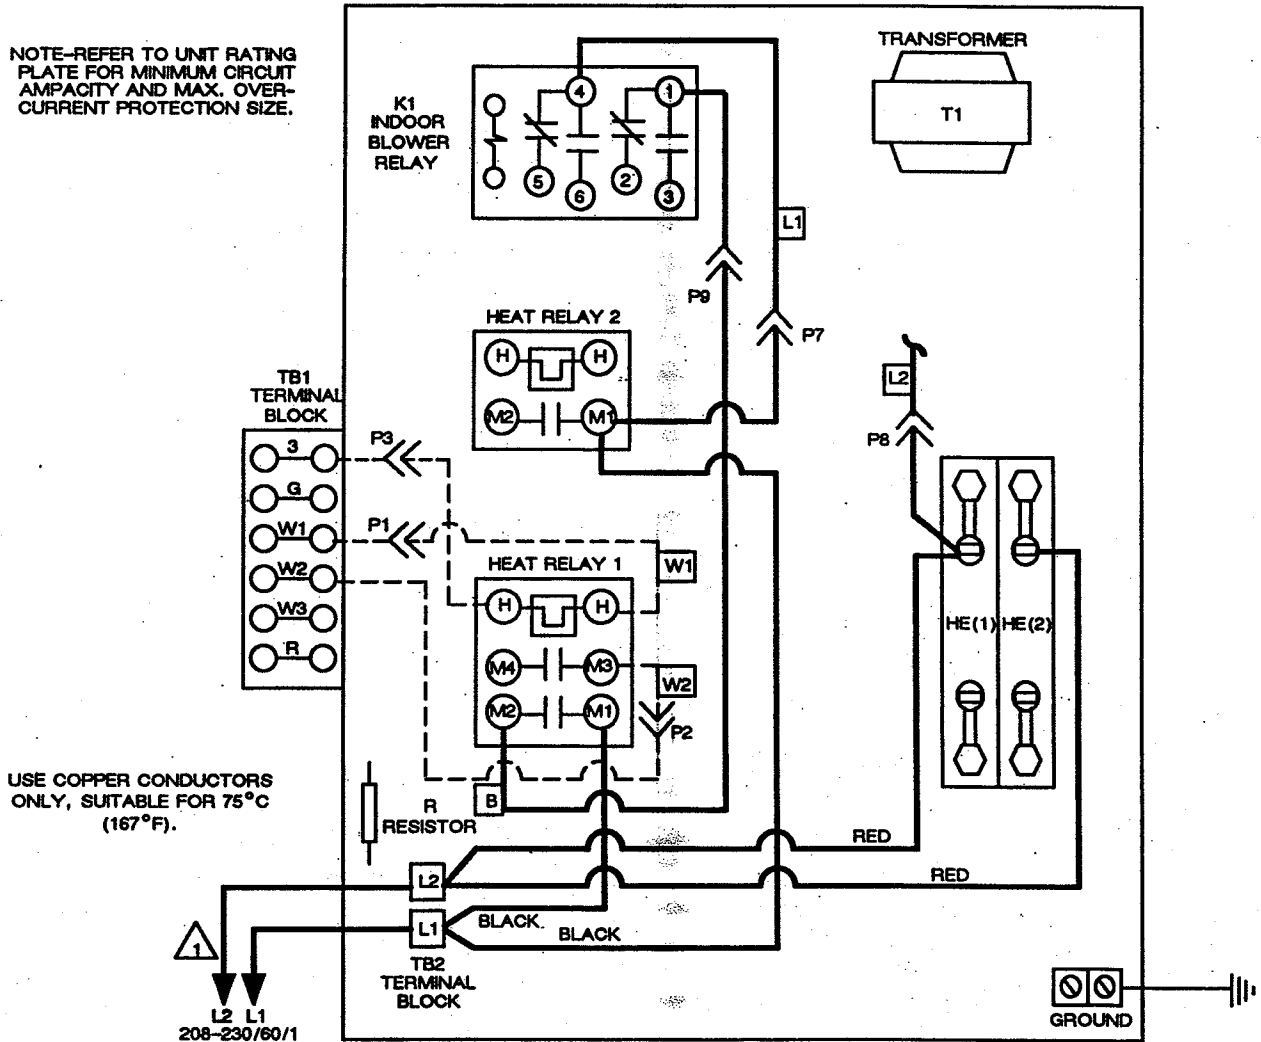 NOTE-REFER TO UNIT RATING
PLATE FOR MINIMUM CIRCUIT
AMPACITY AND MAX. OVER-
CURRENT PROTECTION SIZE.
K1
INDOOR
BLOWER
RELAY
4
1
5
6
2
3
TRANSFORMER
T1
L1
P9
P7
HEAT RELAY 2
H
H
M2
M1
L2
P8
TB1
TERMINAL
BLOCK
3
G
W1
W2
W3
R
P3
P1
HEAT RELAY 1
W1
H
H
M4
M3
W2
M2
M1
P2
HE(1)
HE(2)
USE COPPER CONDUCTORS
ONLY, SUITABLE FOR 75°C
(167°F).
R
RESISTOR
B
RED
RED
L2
L1
BLACK
BLACK
TB2
TERMINAL
BLOCK
1
L2 L1
208-230/60/1
GROUND